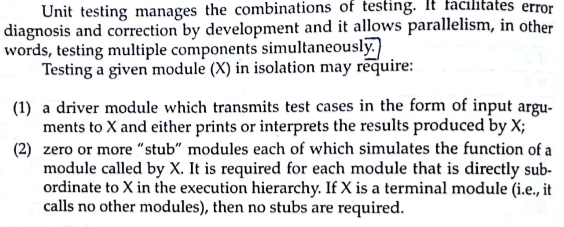 Unit testing manages the combinations of testing. It facilitates error
diagnosis and correction by development and it allows parallelism, in other
words, testing multiple components simultaneously.
Testing a given module (X) in isolation may require:
(1) a driver module which transmits test cases in the form of input argu-
ments to X and either prints or interprets the results produced by X;
(2) zero or more "stub" modules each of which simulates the function of a
module called by X. It is required for each module that is directly sub-
ordinate to X in the execution hierarchy. If X is a terminal module (i.e., it
calls no other modules), then no stubs are required.